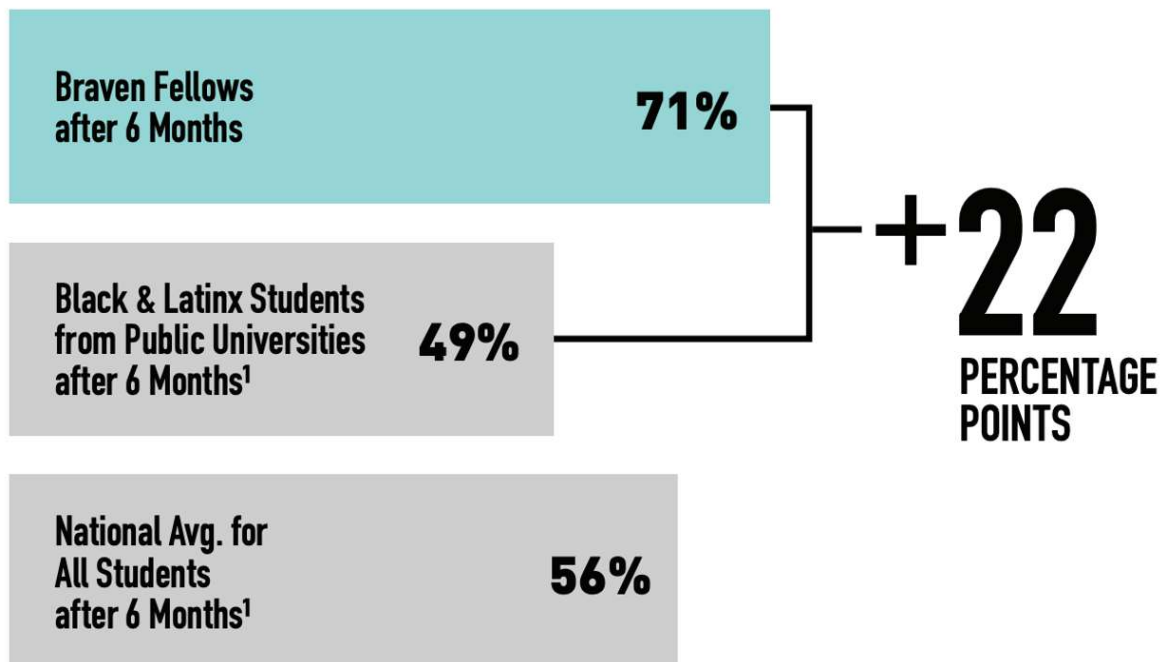 Braven Fellows
after 6 Months
71%
Black & Latinx Students
from Public Universities
after 6 Months¹
49%
+22
PERCENTAGE
POINTS
National Avg. for
All Students
after 6 Months¹
56%